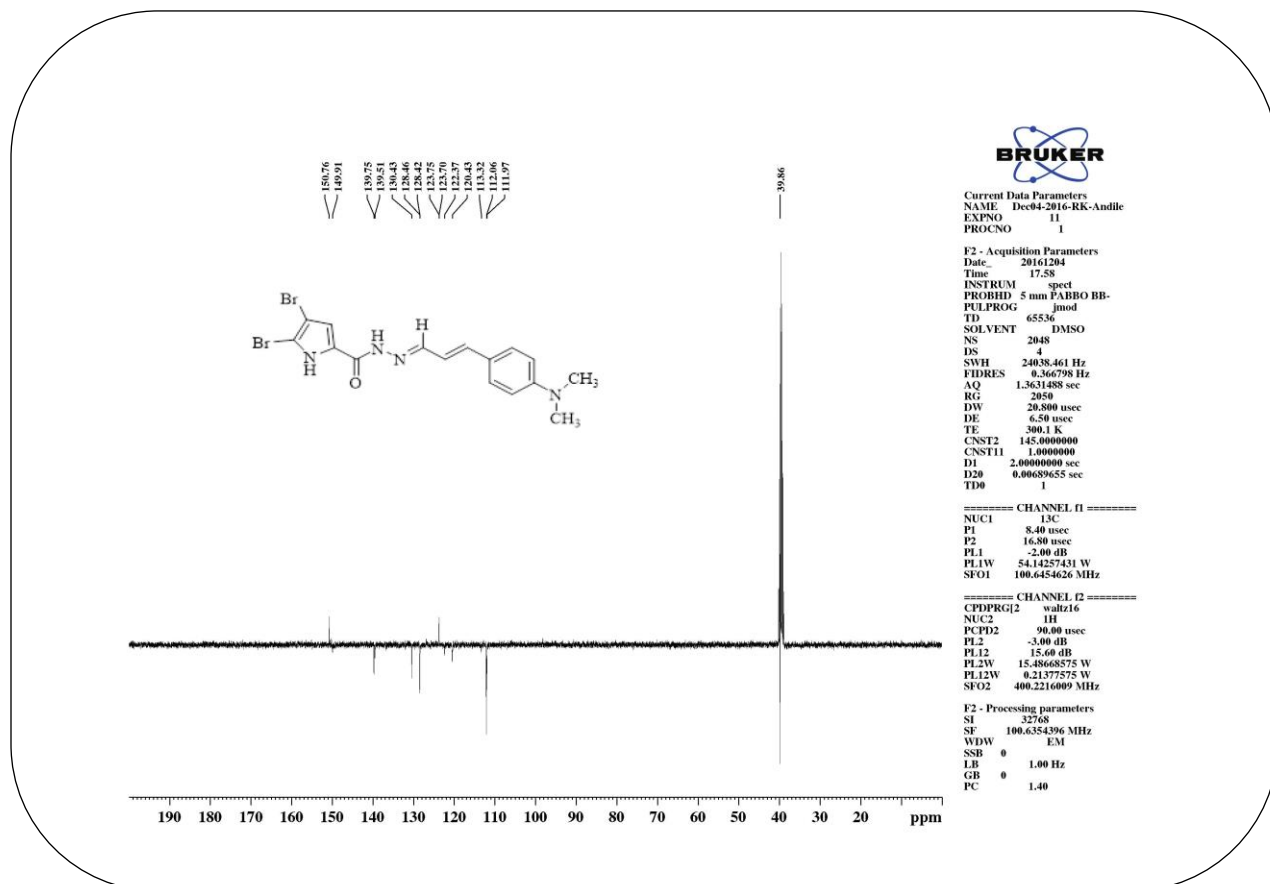 150.76
149.91
139.75
139.51
130.43
128.46
128.42
123.75
123.70
122.37
120.43
113.32
112.06
111.97
39.86
BRUKER
Current Data Parameters
NAME Dec04-2016-RK-Andile
EXPNO 11
PROCNO 1
F2 - Acquisition Parameters
Date_ 20161204
Time 17.58
INSTRUM spect
PROBHD 5 mm PABBO BB-
PULPROG jmod
TD 65536
SOLVENT DMSO
NS 2048
DS 4
SWH 24038.461 Hz
FIDRES 0.366798 Hz
AQ 1.3631488 sec
RG 2050
DW 20.800 usec
DE 6.50 usec
TE 300.1 K
CNST2 145.0000000
CNST11 1.0000000
D1 2.00000000 sec
D20 0.00689655 sec
TD0 1
======== CHANNEL f1 ========
NUC1 13C
P1 8.40 usec
P2 16.80 usec
PL1 -2.00 dB
PL1W 54.14257431 W
SFO1 100.6454626 MHz
======== CHANNEL f2 ========
CPDPRG[2 waltz16
NUC2 1H
PCPD2 90.00 usec
PL2 -3.00 dB
PL12 15.60 dB
PL2W 15.48668575 W
PL12W 0.21377575 W
SFO2 400.2216009 MHz
F2 - Processing parameters
SI 32768
SF 100.6354396 MHz
WDW EM
SSB 0
LB 1.00 Hz
GB 0
PC 1.40
Br
Br
N
H
O
H
N
N
H
N
CH3
CH3
190 180 170 160 150 140 130 120 110 100 90 80 70 60 50 40 30 20 ppm